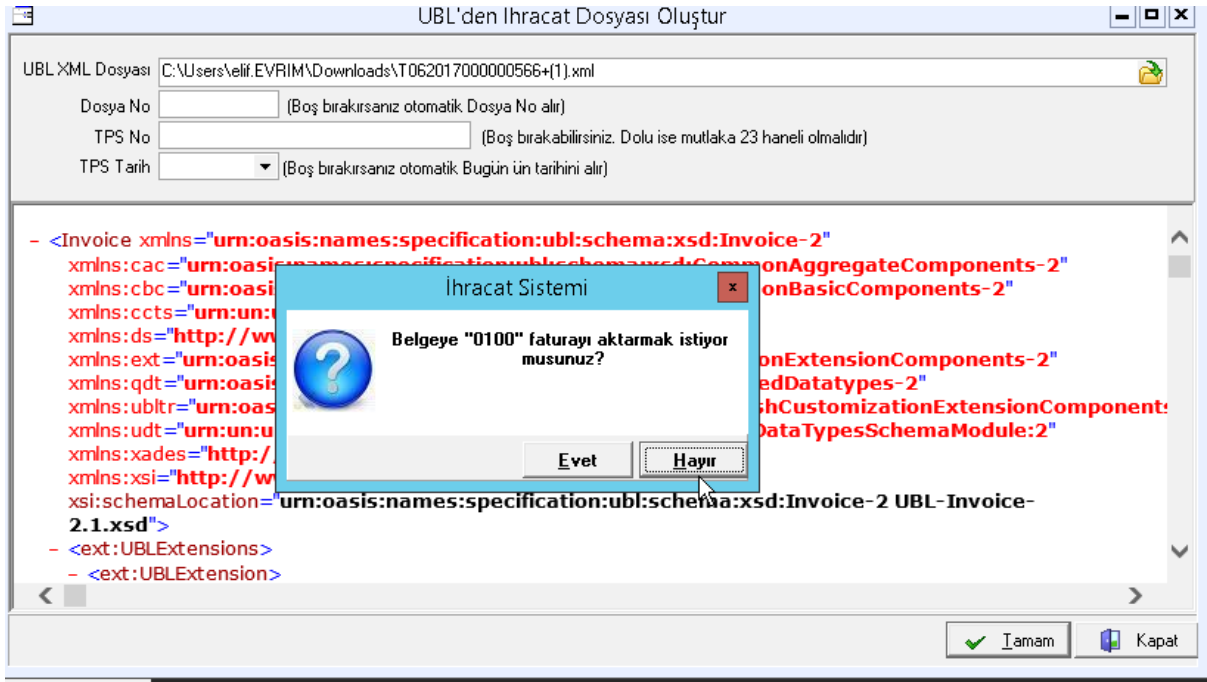 UBL'den İhracat Dosyası Oluştur
UBL XML Dosyası C:\Users\elif.EVRIM\Downloads\T062017000000566+(1).xml
Dosya No (Boş bırakırsanız otomatik Dosya No alır)
TPS No (Boş bırakabilirsiniz. Dolu ise mutlaka 23 haneli olmalıdır)
TPS Tarih (Boş bırakırsanız otomatik Bugün ün tarihini alır)
- <Invoice xmlns="urn:oasis:names:specification:ubl:schema:xsd:Invoice-2"
xmlns:cac="urn:oasis:names:specification:ubl:schema:xsd:CommonAggregateComponents-2"
xmlns:cbc="urn:oasi onBasicComponents-2"
xmlns:ccts="urn:un:u
xmlns:ds="http://w
xmlns:ext="urn:oasis onExtensionComponents-2"
xmlns:qdt="urn:oasis edDatatypes-2"
xmlns:ubltr="urn:oas shCustomizationExtensionComponents
xmlns:udt="urn:un:u DataTypesSchemaModule:2"
xmlns:xades="http:/
xmlns:xsi="http://w
xsi:schemaLocation="urn:oasis:names:specification:ubl:schema:xsd:Invoice-2 UBL-Invoice-
2.1.xsd">
- <ext:UBLExtensions>
- <ext:UBLExtension>
İhracat Sistemi
Belgeye "0100" faturayı aktarmak istiyor
musunuz?
Evet Hayır
Tamam Kapat